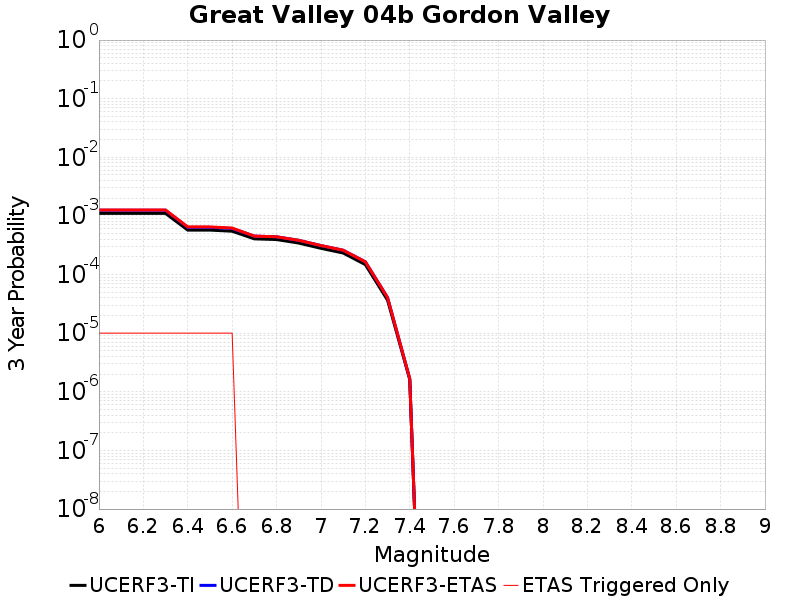 Great Valley 04b Gordon Valley
10^0
10^-1
10^-2
10^-3
10^-4
10^-5
10^-6
10^-7
10^-8
3 Year Probability
6 6.2 6.4 6.6 6.8 7 7.2 7.4 7.6 7.8 8 8.2 8.4 8.6 8.8 9
Magnitude
UCERF3-TI UCERF3-TD UCERF3-ETAS ETAS Triggered Only